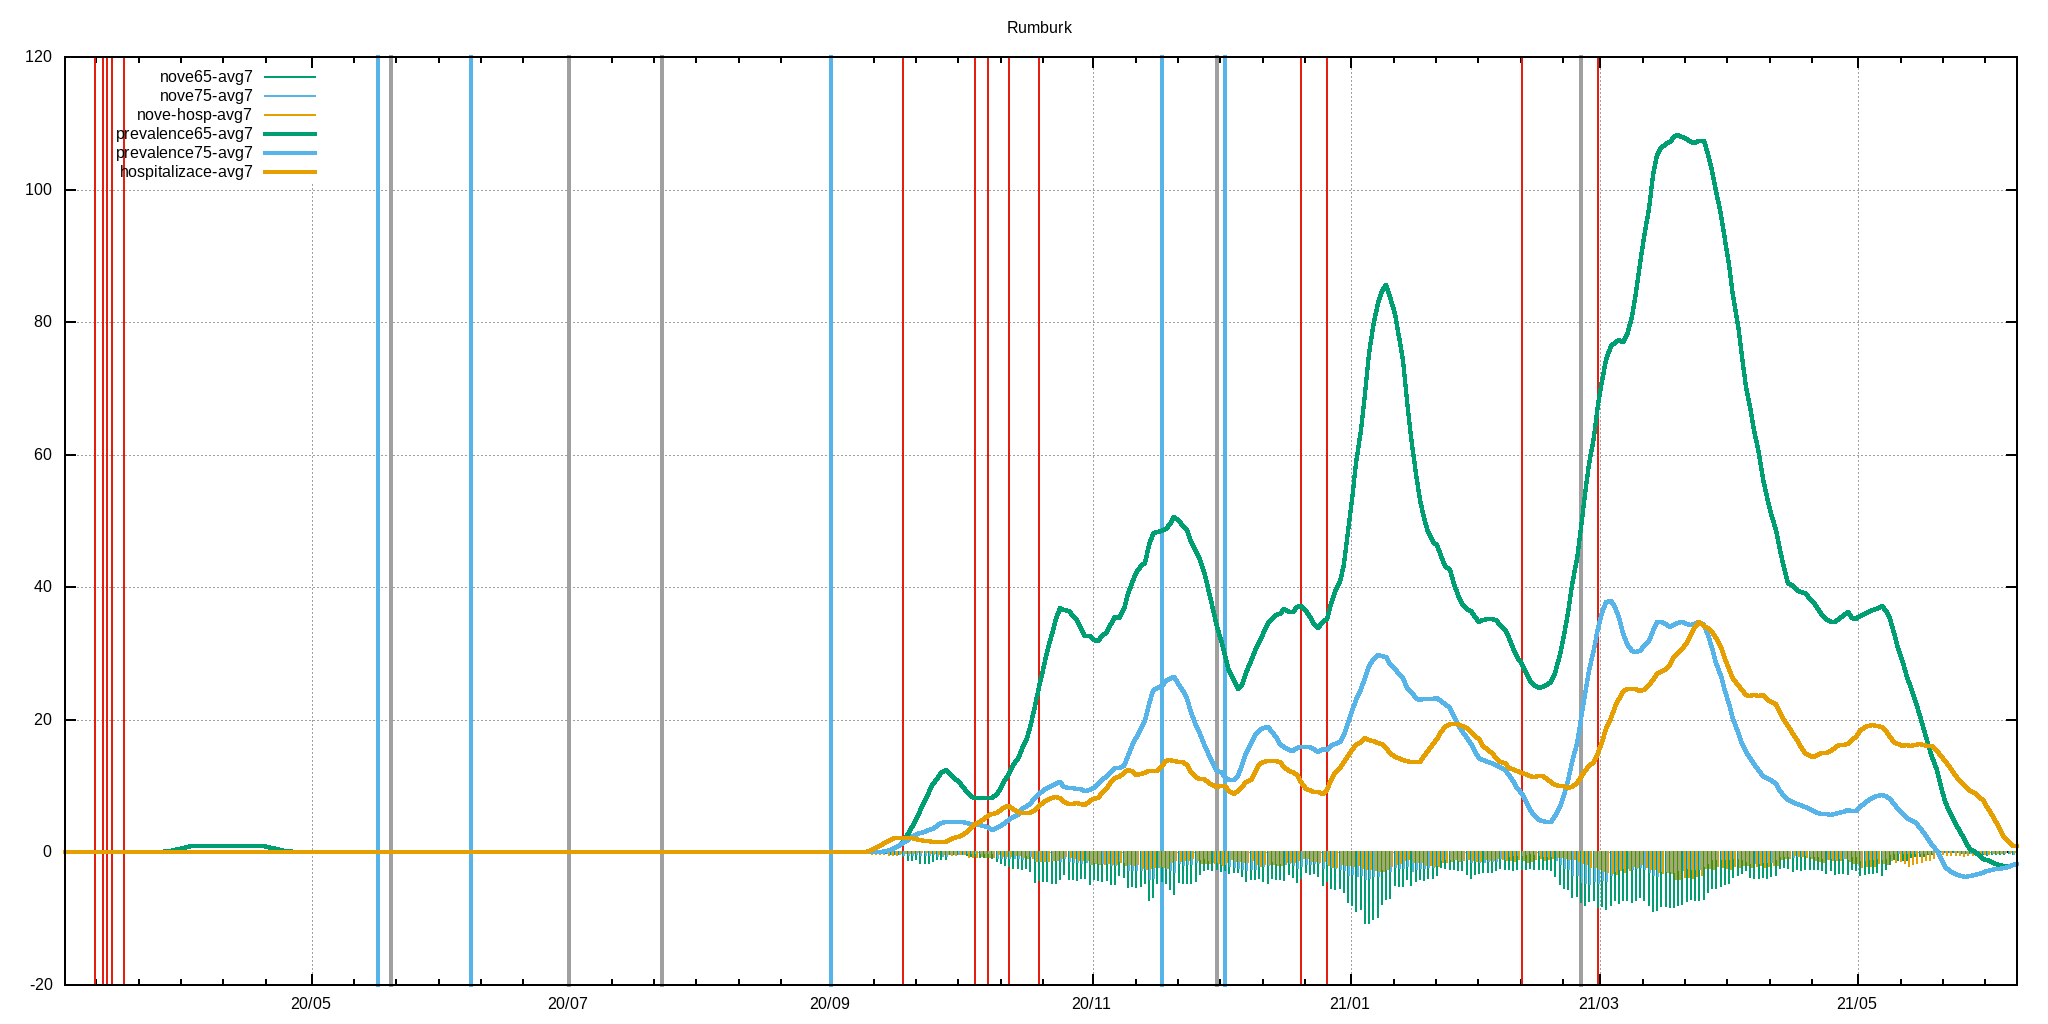 Rumburk
120
100
80
60
40
20
0
-20
nove65-avg7
nove75-avg7
nove-hosp-avg7
prevalence65-avg7
prevalence75-avg7
hospitalizace-avg7
20/05
20/07
20/09
20/11
21/01
21/03
21/05